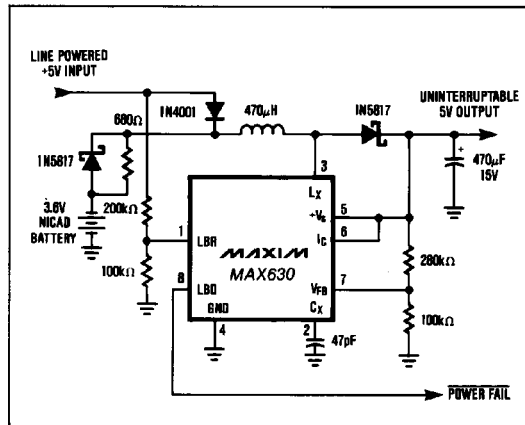 LINE POWERED
+5V INPUT
680Ω
1N4001
470μH
1N5817
UNINTERRUPTABLE
5V OUTPUT
1N5817
3
LX
+
470μF
15V
3.6V
NICAD
BATTERY
200kΩ
1
LBR
MAXIM
MAX630
+VS
5
IC
6
280kΩ
100kΩ
8
LBO
GND
VFB
7
CX
100kΩ
4
2
47pF
POWER FAIL